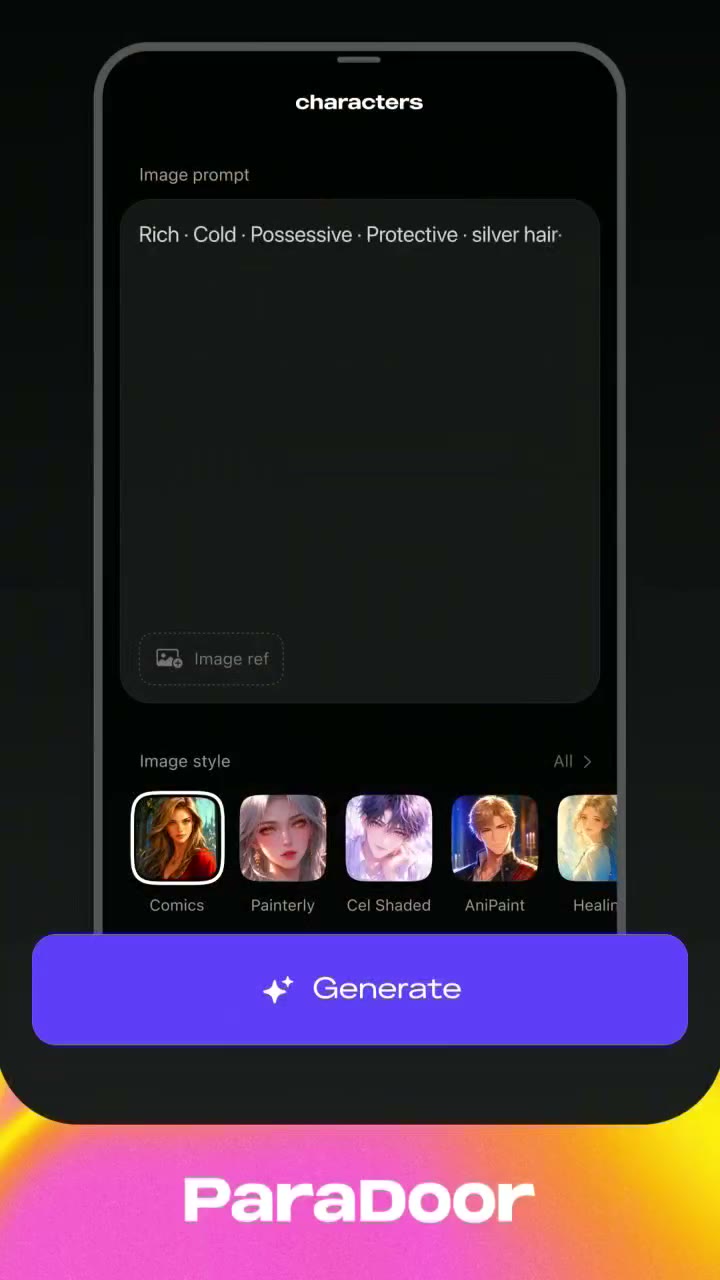 characters
Image prompt
Rich · Cold · Possessive · Protective · silver hair·
Image ref
Image style
All
Comics
Painterly
Cel Shaded
AniPaint
Healin
Generate
ParaDoor